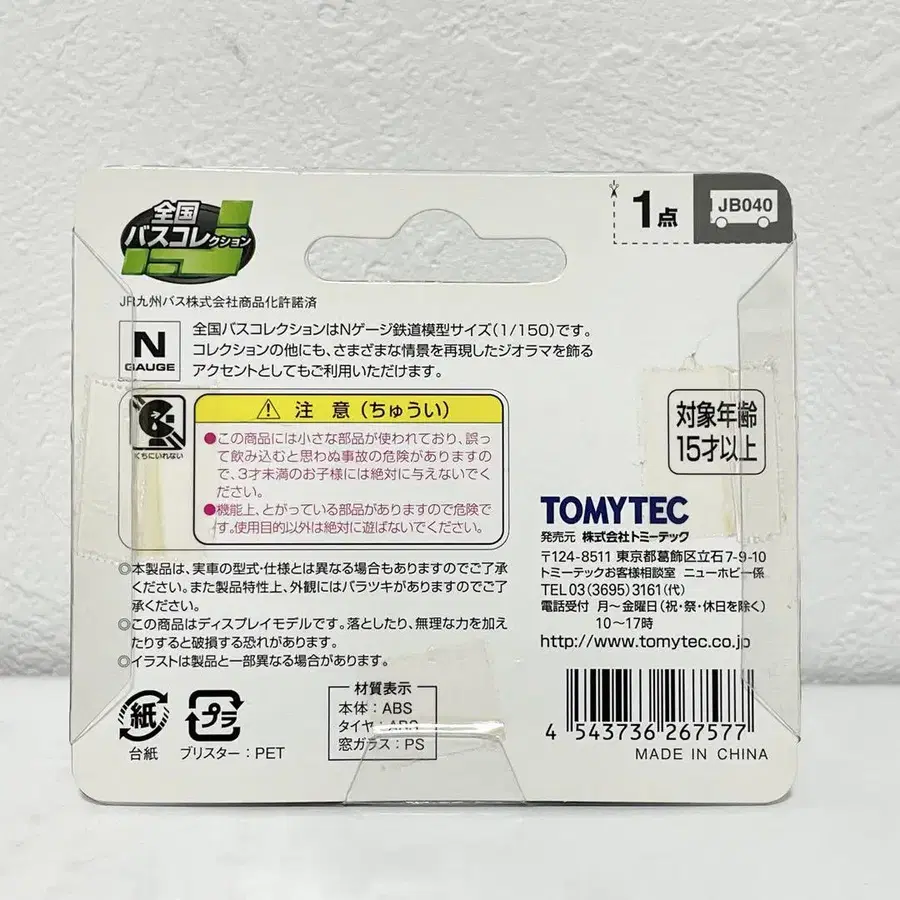 全国
バスコレクション
1点
JB040
JR九州バス株式会社商品化許諾済
N
GAUGE
全国バスコレクションはNゲージ鉄道模型サイズ(1/150)です。
コレクションの他にも、さまざまな情景を再現したジオラマを飾る
アクセントとしてもご利用いただけます。
くちにいれない
⚠ 注 意 (ちゅうい)
●この商品には小さな部品が使われており、誤っ
て飲み込むと思わぬ事故の危険がありますの
で、3才未満のお子様には絶対に与えないでく
ださい。
●機能上、とがっている部品がありますので危険で
す。使用目的以外は絶対に遊ばないでください。
対象年齢
15才以上
◎本製品は、実車の型式・仕様とは異なる場合もありますのでご了承
ください。また製品特性上、外観にはバラツキがありますのでご了
承ください。
◎この商品はディスプレイモデルです。落としたり、無理な力を加え
たりすると破損する恐れがあります。
◎イラストは製品と一部異なる場合があります。
TOMYTEC
発売元 株式会社トミーテック
〒124-8511 東京都葛飾区立石7-9-10
トミーテックお客様相談室 ニューホビー係
TEL 03(3695)3161(代)
電話受付 月~金曜日(祝・祭・休日を除く)
10~17時
http://www.tomytec.co.jp
紙
台紙
プラ
ブリスター:PET
材質表示
本体:ABS
タイヤ:ABS
窓ガラス:PS
4 543736 267577
MADE IN CHINA